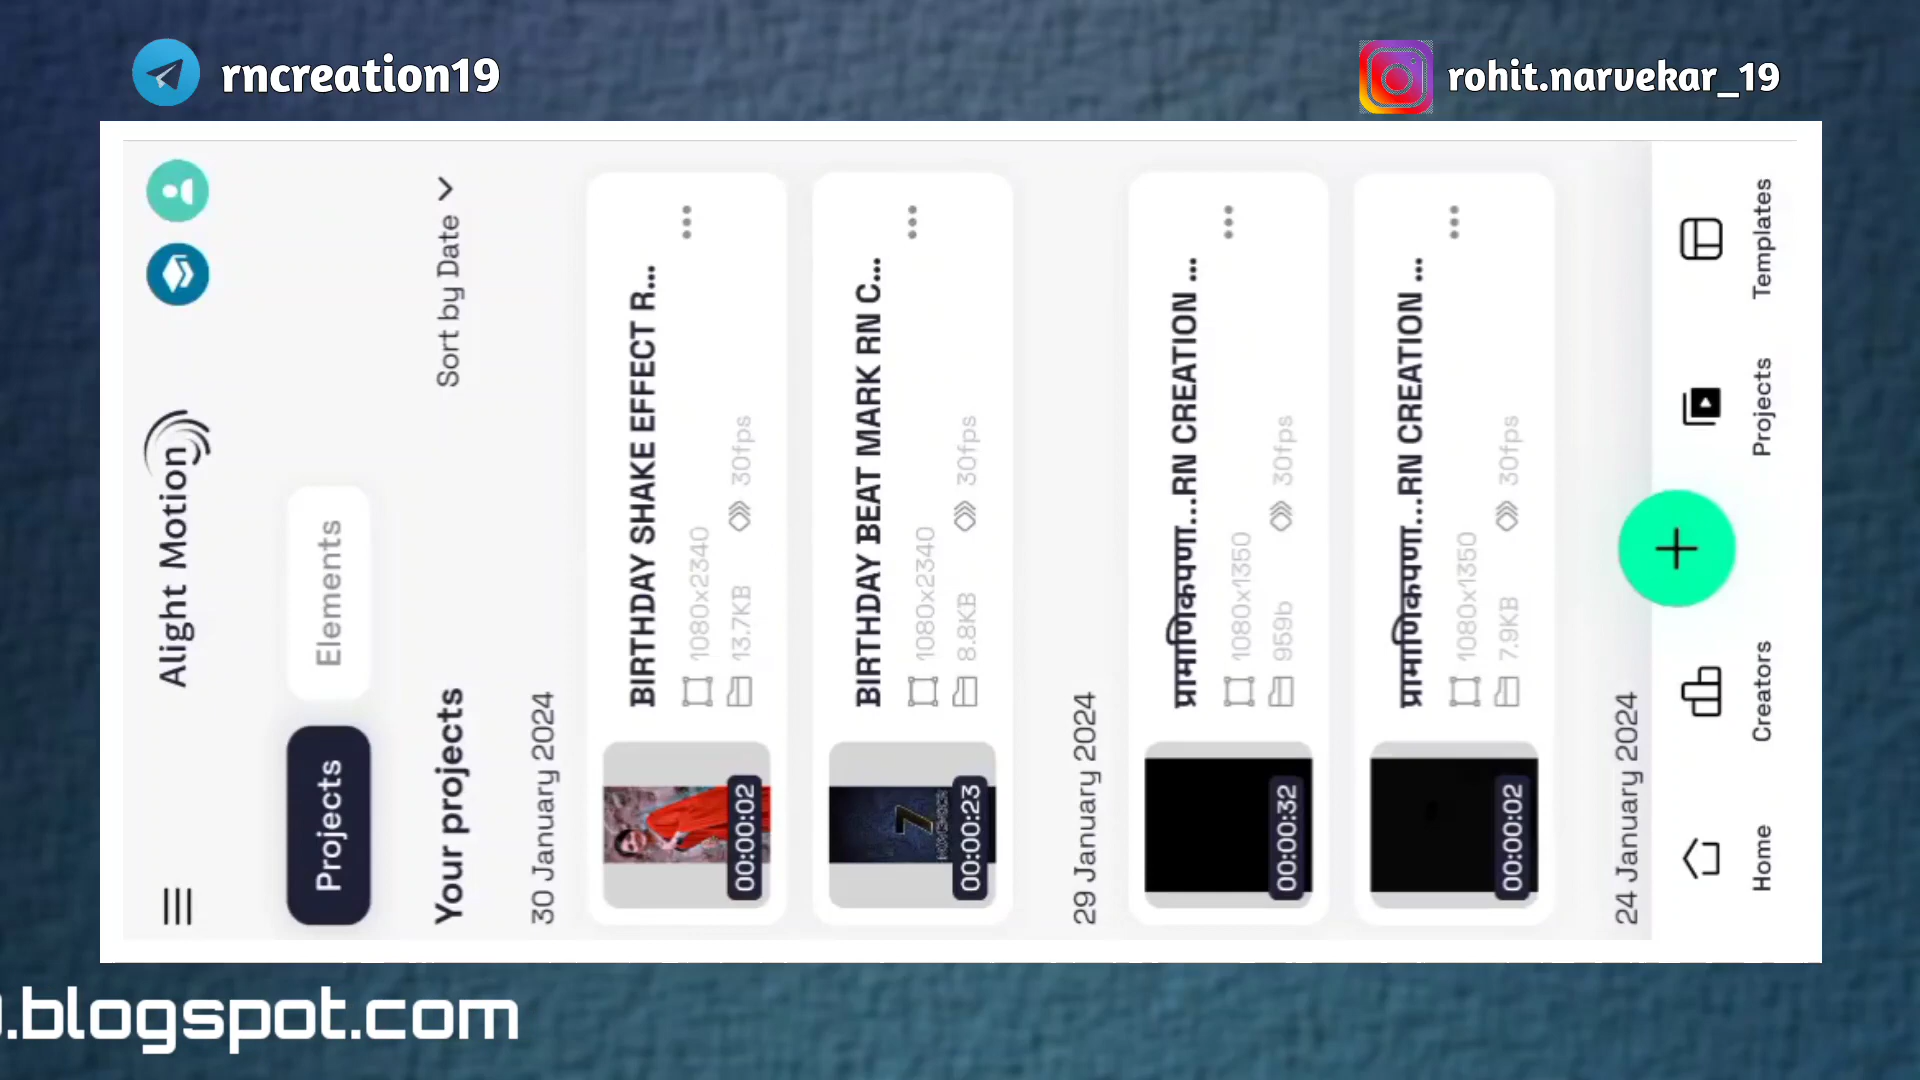 rncreation19
rohit.narvekar_19
Alight Motion
Projects
Elements
Your projects
Sort by Date
30 January 2024
BIRTHDAY SHAKE EFFECT R...
1080x2340
13.7KB
30fps
00:00:02
BIRTHDAY BEAT MARK RN C...
1080x2340
8.8KB
30fps
7
00:00:23
29 January 2024
प्रामाणिकपणा...RN CREATION ...
1080x1350
959b
30fps
00:00:32
प्रामाणिकपणा...RN CREATION ...
1080x1350
7.9KB
30fps
00:00:02
24 January 2024
Home
Creators
Projects
Templates
.blogspot.com